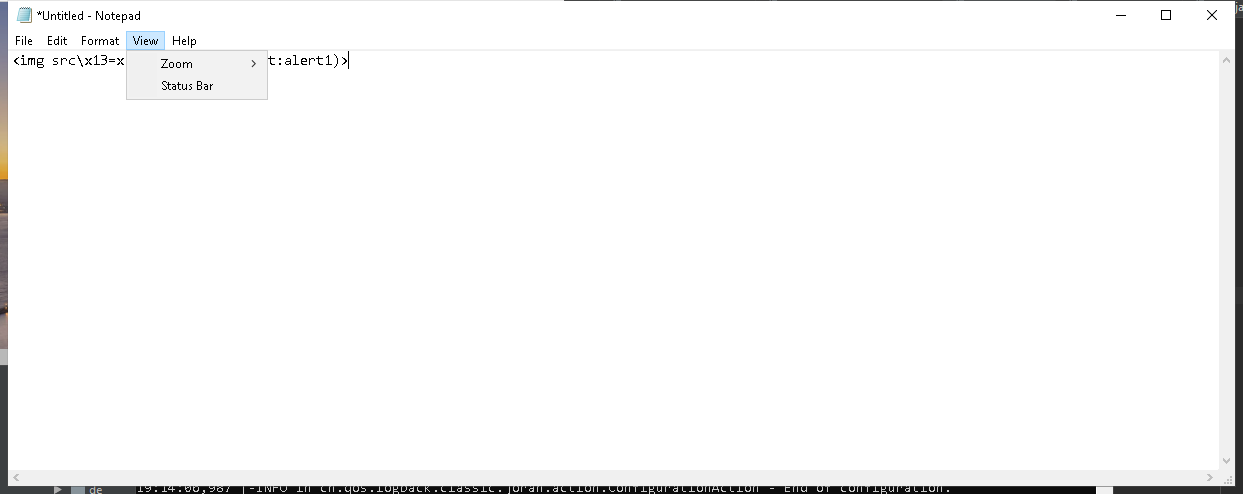 *Untitled - Notepad
File Edit Format View Help
<img src\x13=x t:alert1)>
Zoom
Status Bar
de 19:14:06,987 |-INFO in ch.qos.logback.classic.joran.action.ConfigurationAction - End of configuration.